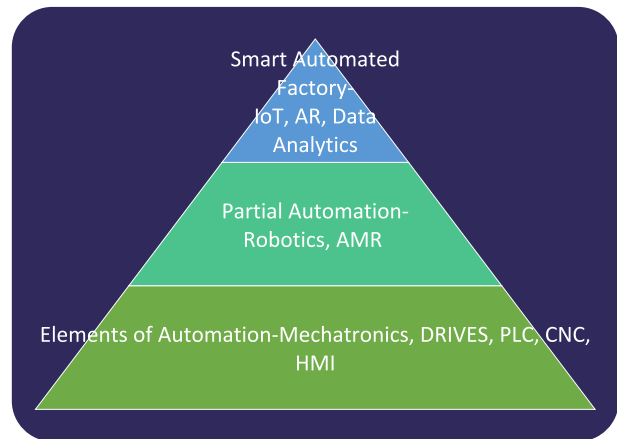 Smart Automated
Factory-
IoT, AR, Data
Analytics
Partial Automation-
Robotics, AMR
Elements of Automation-Mechatronics, DRIVES, PLC, CNC,
HMI